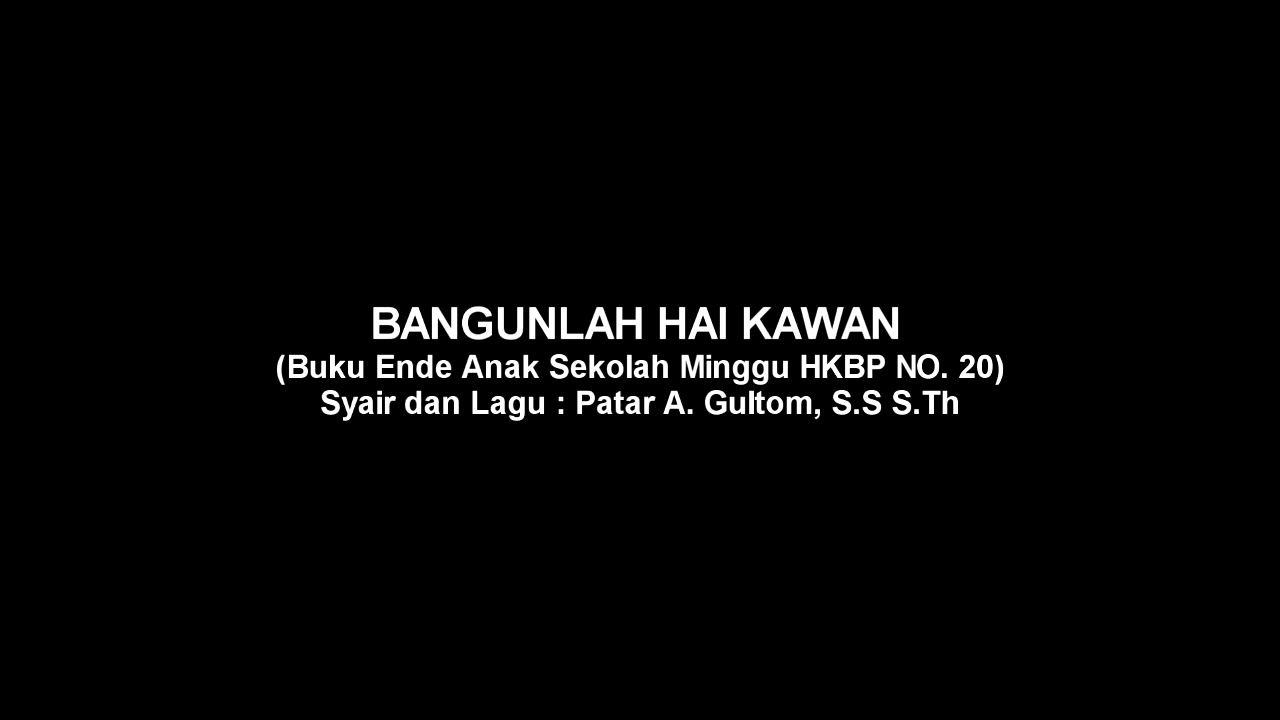 BANGUNLAH HAI KAWAN
(Buku Ende Anak Sekolah Minggu HKBP NO. 20)
Syair dan Lagu : Patar A. Gultom, S.S S.Th